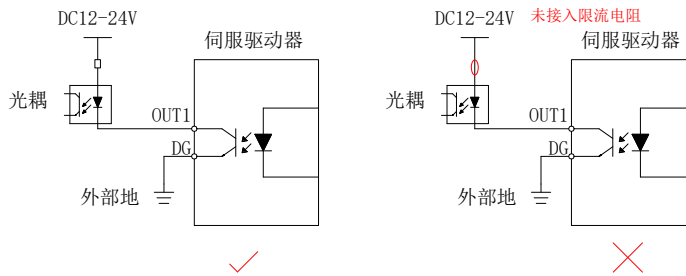 DC12-24V
伺服驱动器
光耦
OUT1
DG
外部地
DC12-24V
未接入限流电阻
伺服驱动器
光耦
OUT1
DG
外部地